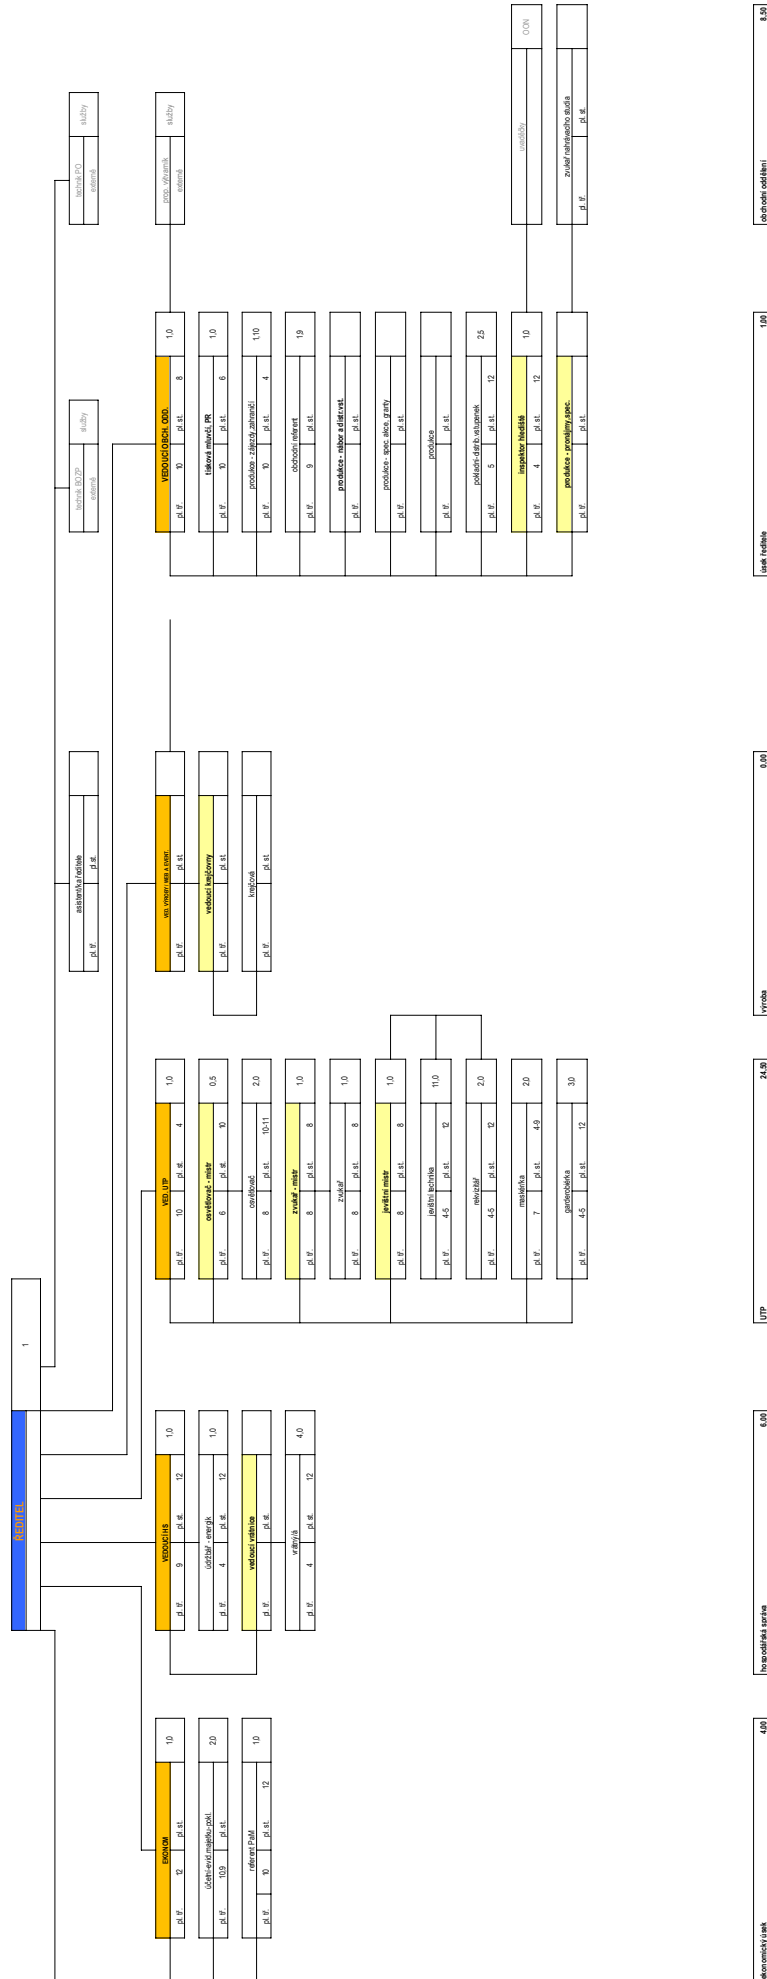 ŘEDITEL
1
technik BOZP
služby
externě
technik PO
služby
externě
asistent/ka ředitele
pl. tř.
pl. st.
EKONOM
1,0
pl. tř. 12 pl. st.
účetní-evid.majetku-pokl.
2,0
pl. tř. 10,9 pl. st.
referent PaM
1,0
pl. tř. 10 pl. st. 12
VEDOUCÍ HS
1,0
pl. tř. 9 pl. st. 12
údržbář - energik
1,0
pl. tř. 4 pl. st. 12
vedoucí vrátnice
pl. tř. pl. st.
vrátný/á
4,0
pl. tř. 4 pl. st. 12
VED. UTP
1,0
pl. tř. 10 pl. st. 4
osvětlovač - mistr
0,5
pl. tř. 6 pl. st. 10
osvětlovač
2,0
pl. tř. 8 pl. st. 10-11
zvukař - mistr
1,0
pl. tř. 8 pl. st. 8
zvukař
1,0
pl. tř. 8 pl. st. 8
jevištní mistr
1,0
pl. tř. 8 pl. st. 8
jevištní technika
11,0
pl. tř. 4-5 pl. st. 12
rekvizitář
2,0
pl. tř. 4-5 pl. st. 12
maskérka
2,0
pl. tř. 7 pl. st. 4-9
garderobiérka
3,0
pl. tř. 4-5 pl. st. 12
VED. VÝROBY / WEB A EVENT.
pl. tř. pl. st.
vedoucí krejčovny
pl. tř. pl. st.
krejčová
pl. tř. pl. st.
VEDOUCÍ OBCH. ODD.
1,0
pl. tř. 10 pl. st. 8
tisková mluvčí, PR
1,0
pl. tř. 10 pl. st. 6
produkce - zájezdy, zahraničí
1,10
pl. tř. 10 pl. st. 4
obchodní referent
1,9
pl. tř. 9 pl. st.
produkce - nábor a distr.vst.
pl. tř. pl. st.
produkce - spec. akce, granty
pl. tř. pl. st.
produkce
pl. tř. pl. st.
pokladní-distrib.vstupenek
2,5
pl. tř. 5 pl. st. 12
inspektor hlediště
1,0
pl. tř. 4 pl. st. 12
produkce - pronájmy,spec.
pl. tř. pl. st.
prop. výtvarník
služby
externě
uvaděčky
OON
zvukař nahrávacího studia
pl. tř. pl. st.
ekonomický úsek 4,00
hospodářská správa 6,00
UTP 24,50
výroba 0,00
úsek ředitele 1,00
obchodní oddělení 8,50